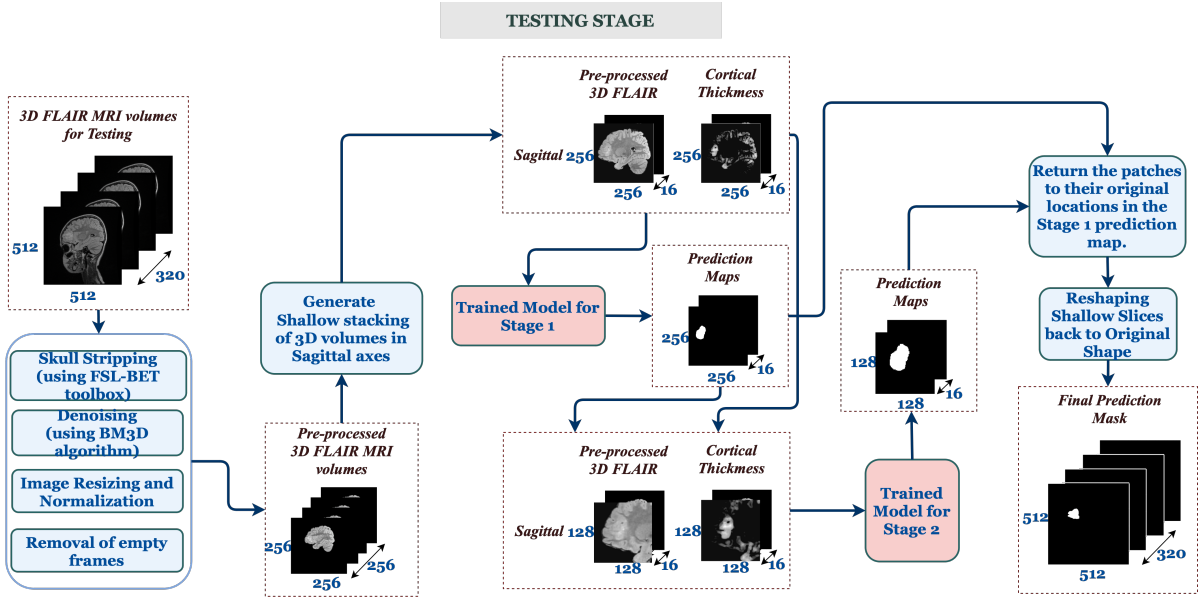 TESTING STAGE
3D FLAIR MRI volumes
for Testing
512
512
320
Skull Stripping
(using FSL-BET
toolbox)
Denoising
(using BM3D
algorithm)
Image Resizing and
Normalization
Removal of empty
frames
Pre-processed
3D FLAIR MRI
volumes
256
256
256
Generate
Shallow stacking
of 3D volumes in
Sagittal axes
Pre-processed
3D FLAIR
Cortical
Thickmess
Sagittal
256
256
16
256
256
16
Trained Model for
Stage 1
Prediction
Maps
256
256
16
Pre-processed
3D FLAIR
Cortical
Thickness
Sagittal
128
128
16
128
128
16
Trained
Model for
Stage 2
Prediction
Maps
128
128
16
Return the patches
to their original
locations in the
Stage 1 prediction
map.
Reshaping
Shallow Slices
back to Original
Shape
Final Prediction
Mask
512
512
320